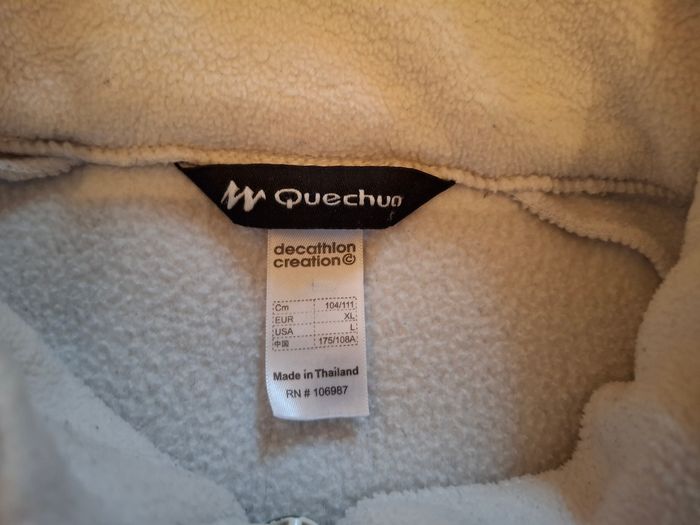 Quechua
decathlon
creation©
Cm 104/111
EUR XL
USA L
中国 175/108A
Made in Thailand
RN # 106987